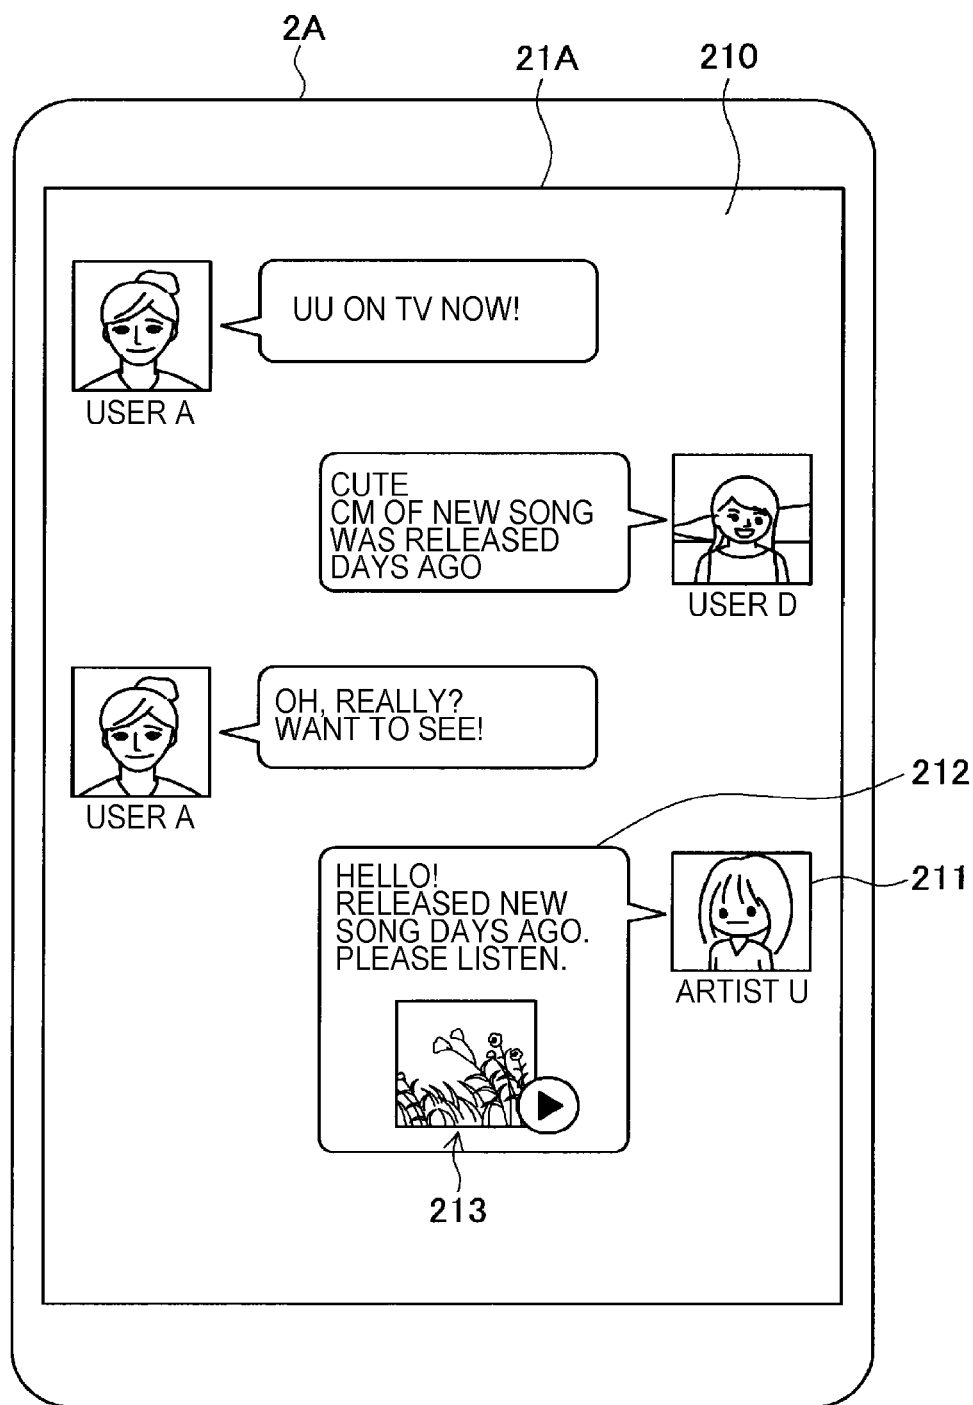 2A
21A
210
UU ON TV NOW!
USER A
CUTE
CM OF NEW SONG
WAS RELEASED
DAYS AGO
USER D
OH, REALLY?
WANT TO SEE!
USER A
212
HELLO!
RELEASED NEW
SONG DAYS AGO.
PLEASE LISTEN.
211
ARTIST U
213